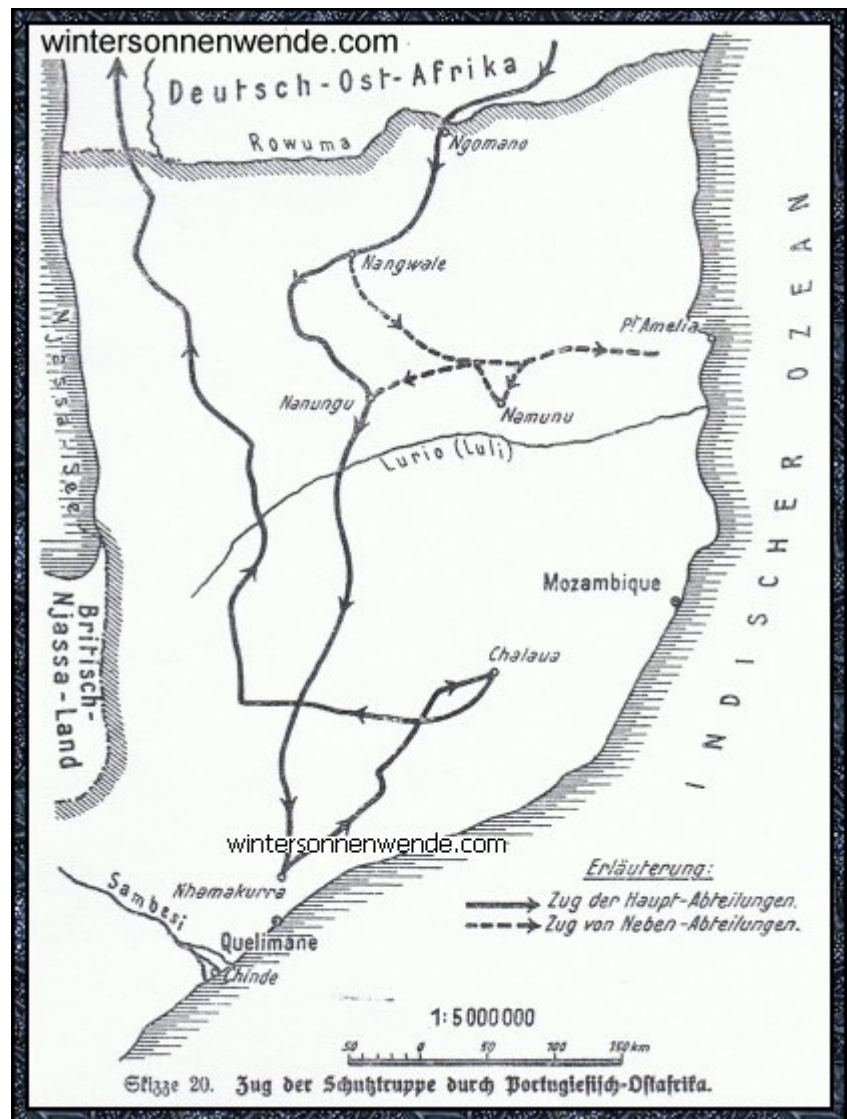 wintersonnenwende.com
Deutsch-Ost-Afrika
Rowuma
Ngomano
Nangwale
Pt. Amelia
Nanungu
Namunu
Lurio (Luli)
Njassa-See
INDISCHER OZEAN
Mozambique
Britisch-
Njassa-Land
Chalaua
wintersonnenwende.com
Nhamakurra
Sambesi
Quelimane
Chinde
Erläuterung:
Zug der Haupt-Abteilungen.
Zug von Neben-Abteilungen.
1:5000000
50 0 50 100 150 km
Skizze 20. Zug der Schutztruppe durch Portugiesisch-Ostafrika.